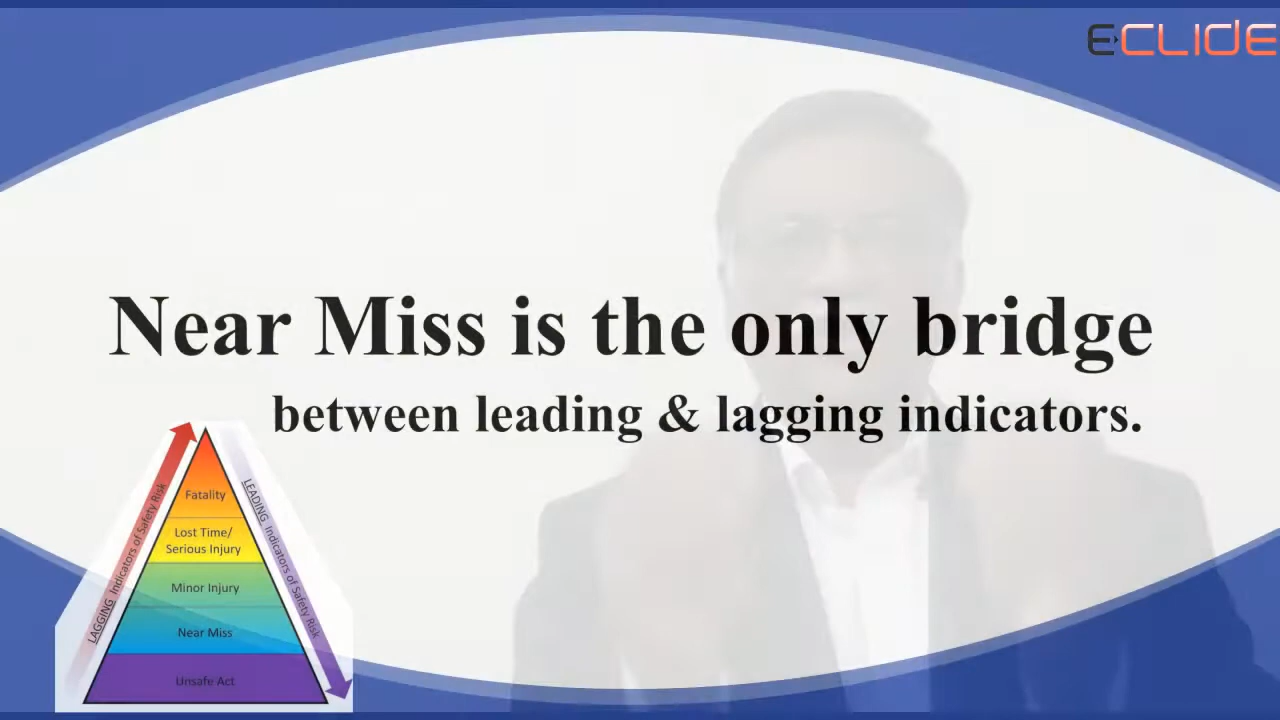 E-CLIDE
Near Miss is the only bridge
between leading & lagging indicators.
LAGGING Indicators of Safety Risk
LEADING Indicators of Safety Risk
Fatality
Lost Time/
Serious Injury
Minor Injury
Near Miss
Unsafe Act